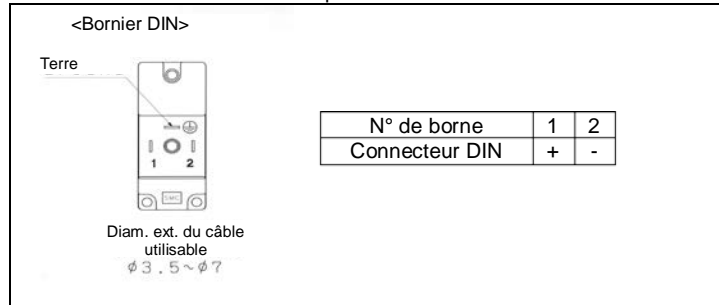 <Bornier DIN>
Terre
1 2
SMC
Diam. ext. du câble
utilisable
φ3.5~φ7
N° de borne 1 2
Connecteur DIN + -